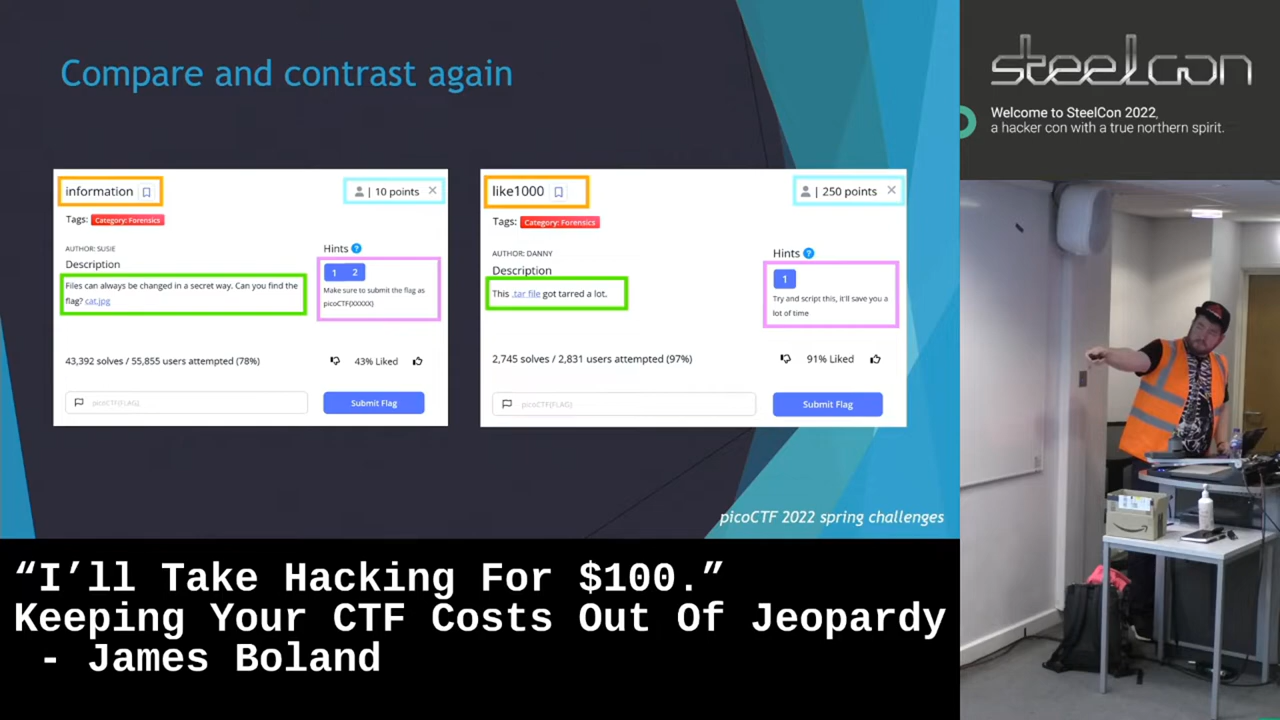 Compare and contrast again
information
| 10 points
Tags: Category: Forensics
AUTHOR: SUSIE
Description
Files can always be changed in a secret way. Can you find the
flag? cat.jpg
Hints ?
1 2
Make sure to submit the flag as
picoCTF{XXXXX}
43,392 solves / 55,855 users attempted (78%)
43% Liked
picoCTF{FLAG}
Submit Flag
like1000
| 250 points
Tags: Category: Forensics
AUTHOR: DANNY
Description
This .tar file got tarred a lot.
Hints ?
1
Try and script this, it'll save you a
lot of time
2,745 solves / 2,831 users attempted (97%)
91% Liked
picoCTF{FLAG}
Submit Flag
picoCTF 2022 spring challenges
steelcon
Welcome to SteelCon 2022,
a hacker con with a true northern spirit.
“I’ll Take Hacking For $100.”
Keeping Your CTF Costs Out Of Jeopardy
- James Boland